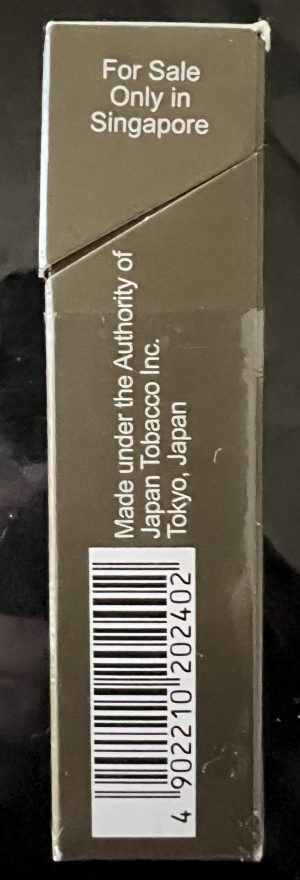 For Sale
Only in
Singapore
Made under the Authority of
Japan Tobacco Inc.
Tokyo, Japan
4 902210 202402